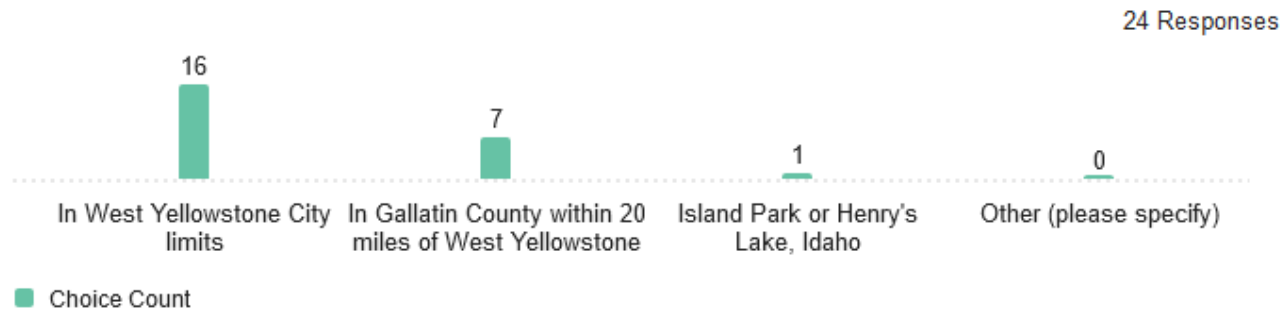 24 Responses
16
7
1
0
In West Yellowstone City
limits
In Gallatin County within 20
miles of West Yellowstone
Island Park or Henry's
Lake, Idaho
Other (please specify)
Choice Count